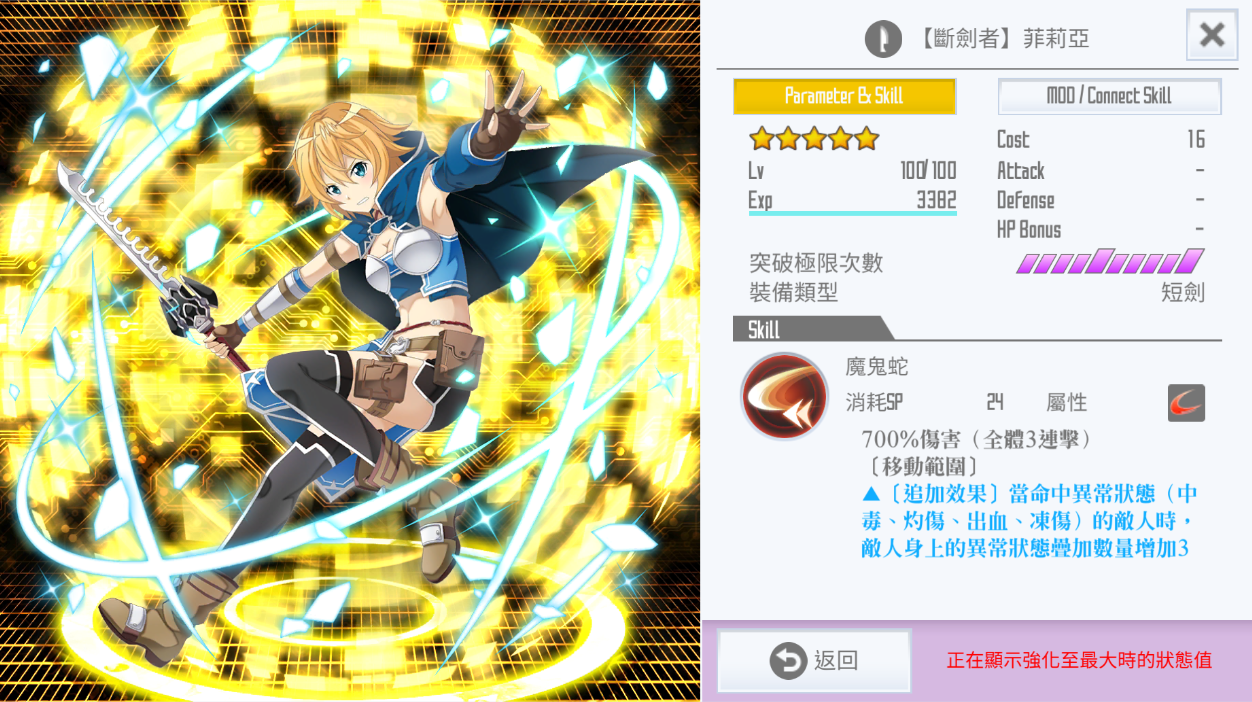 【斷劍者】菲莉亞
Parameter & Skill
MOD / Connect Skill
Cost 16
Lv 100/100
Attack -
Exp 3382
Defense -
HP Bonus -
突破極限次數
裝備類型 短劍
Skill
魔鬼蛇
消耗SP 24 屬性
700%傷害（全體3連擊）
〔移動範圍〕
▲〔追加效果〕當命中異常狀態（中
毒、灼傷、出血、凍傷）的敵人時，
敵人身上的異常狀態疊加數量增加3
返回
正在顯示強化至最大時的狀態值